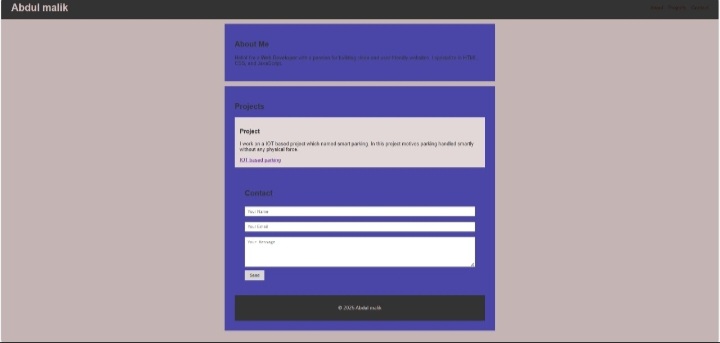 Abdul malik
About Projects Contact
About Me
Hello! I'm a Web Developer with a passion for building clean and user-friendly websites. I specialize in HTML,
CSS, and JavaScript.
Projects
Project
I work on a IOT based project which named smart parking. In this project motives parking handled smartly
without any physical force.
IOT based parking
Contact
Your Name
Your Email
Your Message
Send
© 2025 Abdul malik